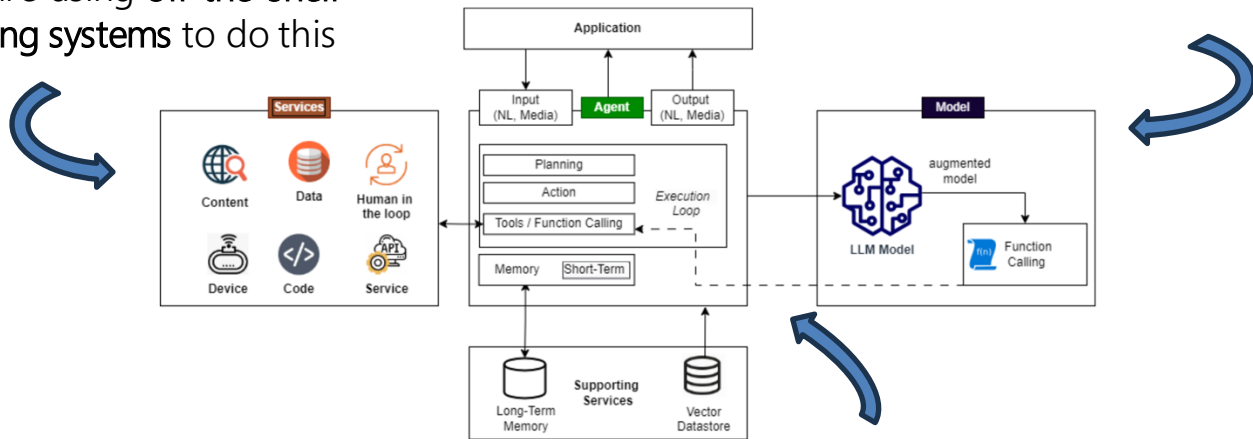 ng systems to do this
Application
Services
Input
(NL, Media)
Agent
Output
(NL, Media)
Model
Content
Data
Human in
the loop
Device
Code
API
Service
Planning
Action
Tools / Function Calling
Execution
Loop
Memory
Short-Term
augmented
model
LLM Model
f(n)
Function
Calling
Long-Term
Memory
Supporting
Services
Vector
Datastore